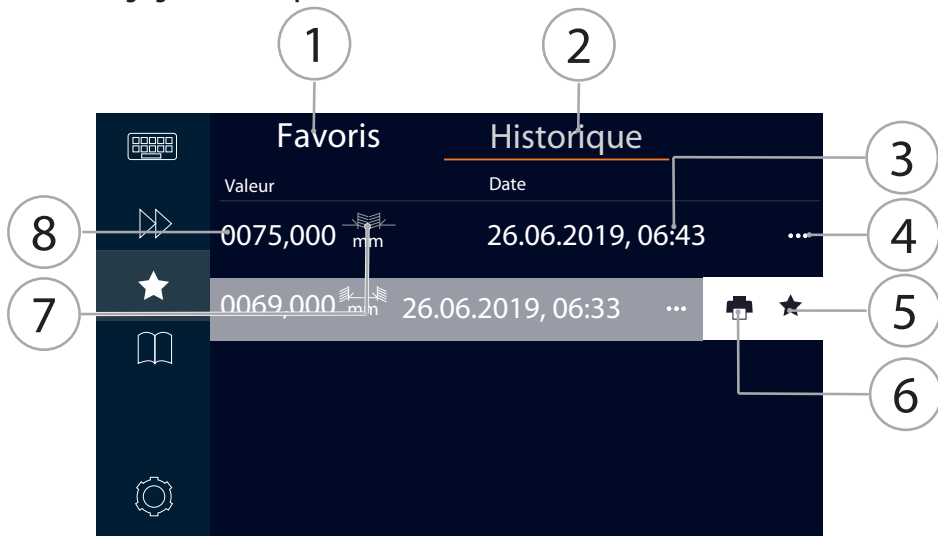 1 2
Favoris Historique
3
Valeur Date
8 0075,000 mm 26.06.2019, 06:43 ... 4
7 0069,000 mm 26.06.2019, 06:33 ... 5
6